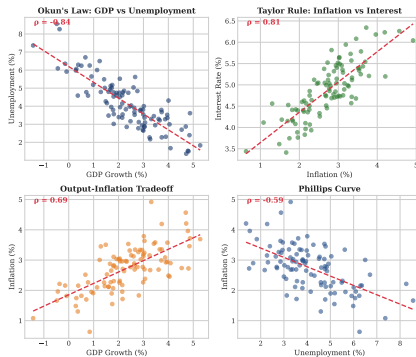 Okun's Law: GDP vs Unemployment
ρ = -0.84
Unemployment (%)
8
7
6
5
4
3
2
−1 0 1 2 3 4 5
GDP Growth (%)
Taylor Rule: Inflation vs Interest
ρ = 0.81
Interest Rate (%)
6.5
6.0
5.5
5.0
4.5
4.0
3.5
1 2 3 4 5
Inflation (%)
Output-Inflation Tradeoff
ρ = 0.69
Inflation (%)
5
4
3
2
1
−1 0 1 2 3 4 5
GDP Growth (%)
Phillips Curve
ρ = -0.59
Inflation (%)
5
4
3
2
1
2 3 4 5 6 7 8
Unemployment (%)